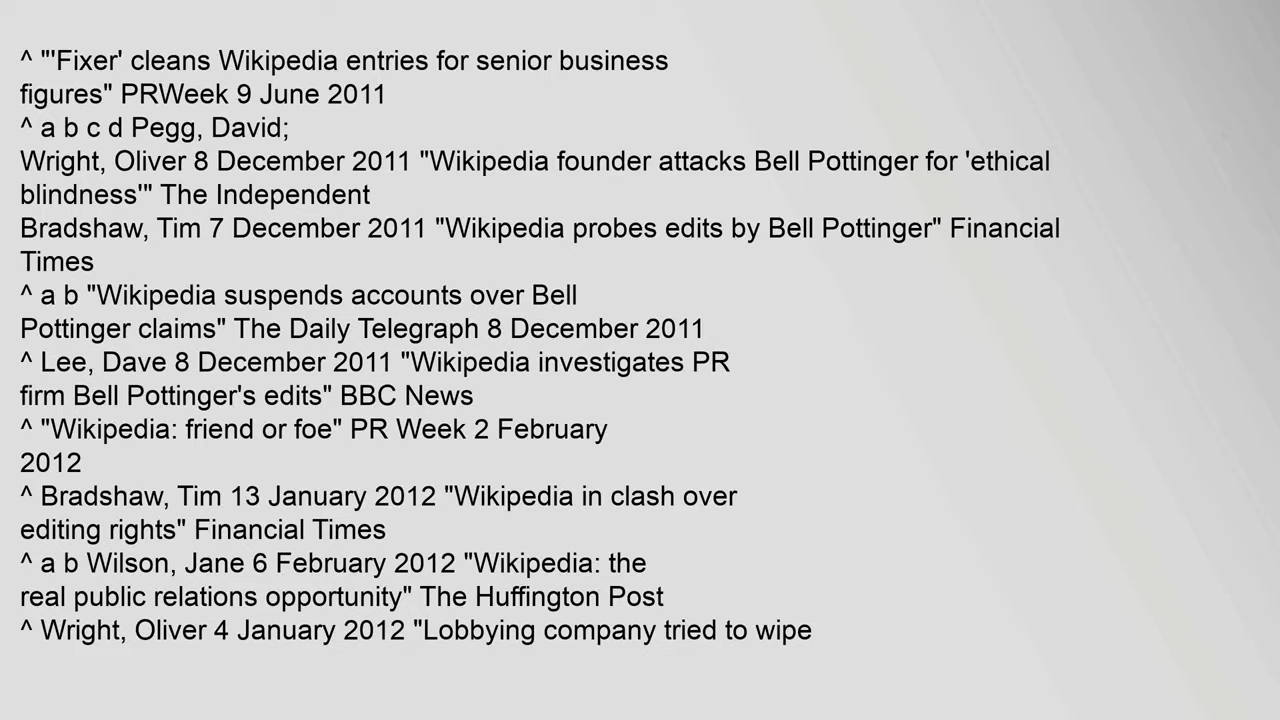 ^ "'Fixer' cleans Wikipedia entries for senior business
figures" PRWeek 9 June 2011
^ a b c d Pegg, David;
Wright, Oliver 8 December 2011 "Wikipedia founder attacks Bell Pottinger for 'ethical
blindness'" The Independent
Bradshaw, Tim 7 December 2011 "Wikipedia probes edits by Bell Pottinger" Financial
Times
^ a b "Wikipedia suspends accounts over Bell
Pottinger claims" The Daily Telegraph 8 December 2011
^ Lee, Dave 8 December 2011 "Wikipedia investigates PR
firm Bell Pottinger's edits" BBC News
^ "Wikipedia: friend or foe" PR Week 2 February
2012
^ Bradshaw, Tim 13 January 2012 "Wikipedia in clash over
editing rights" Financial Times
^ a b Wilson, Jane 6 February 2012 "Wikipedia: the
real public relations opportunity" The Huffington Post
^ Wright, Oliver 4 January 2012 "Lobbying company tried to wipe